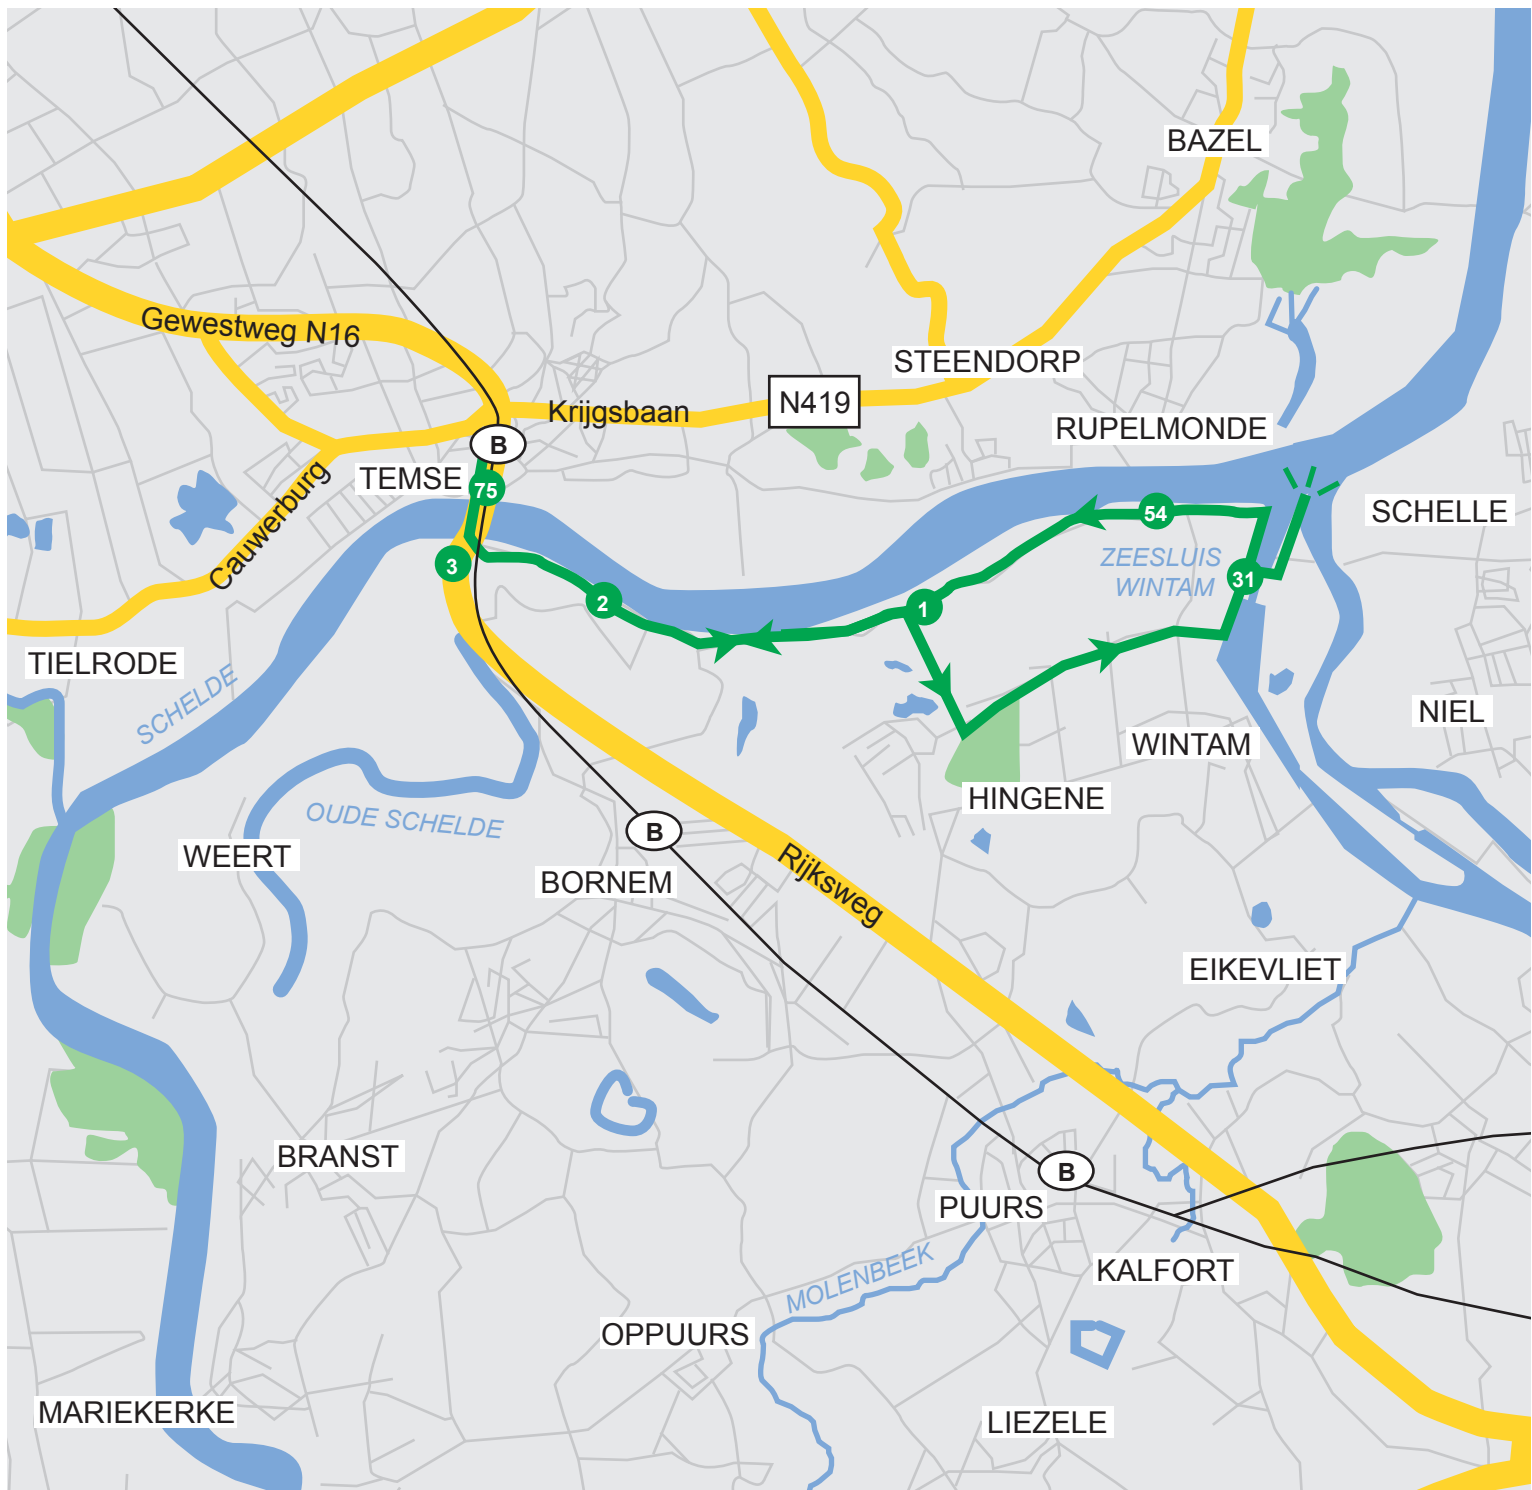 BAZEL
Gewestweg N16
STEENDORP
Krijgsbaan
N419
RUPELMONDE
B
TEMSE
75
Cauwerburg
SCHELLE
54
ZEESLUIS
WINTAM
3
31
2
1
TIELRODE
SCHELDE
NIEL
WINTAM
HINGENE
OUDE SCHELDE
B
WEERT
BORNEM
Rijksweg
EIKEVLIET
BRANST
B
PUURS
KALFORT
MOLENBEEK
OPPUURS
MARIEKERKE
LIEZELE